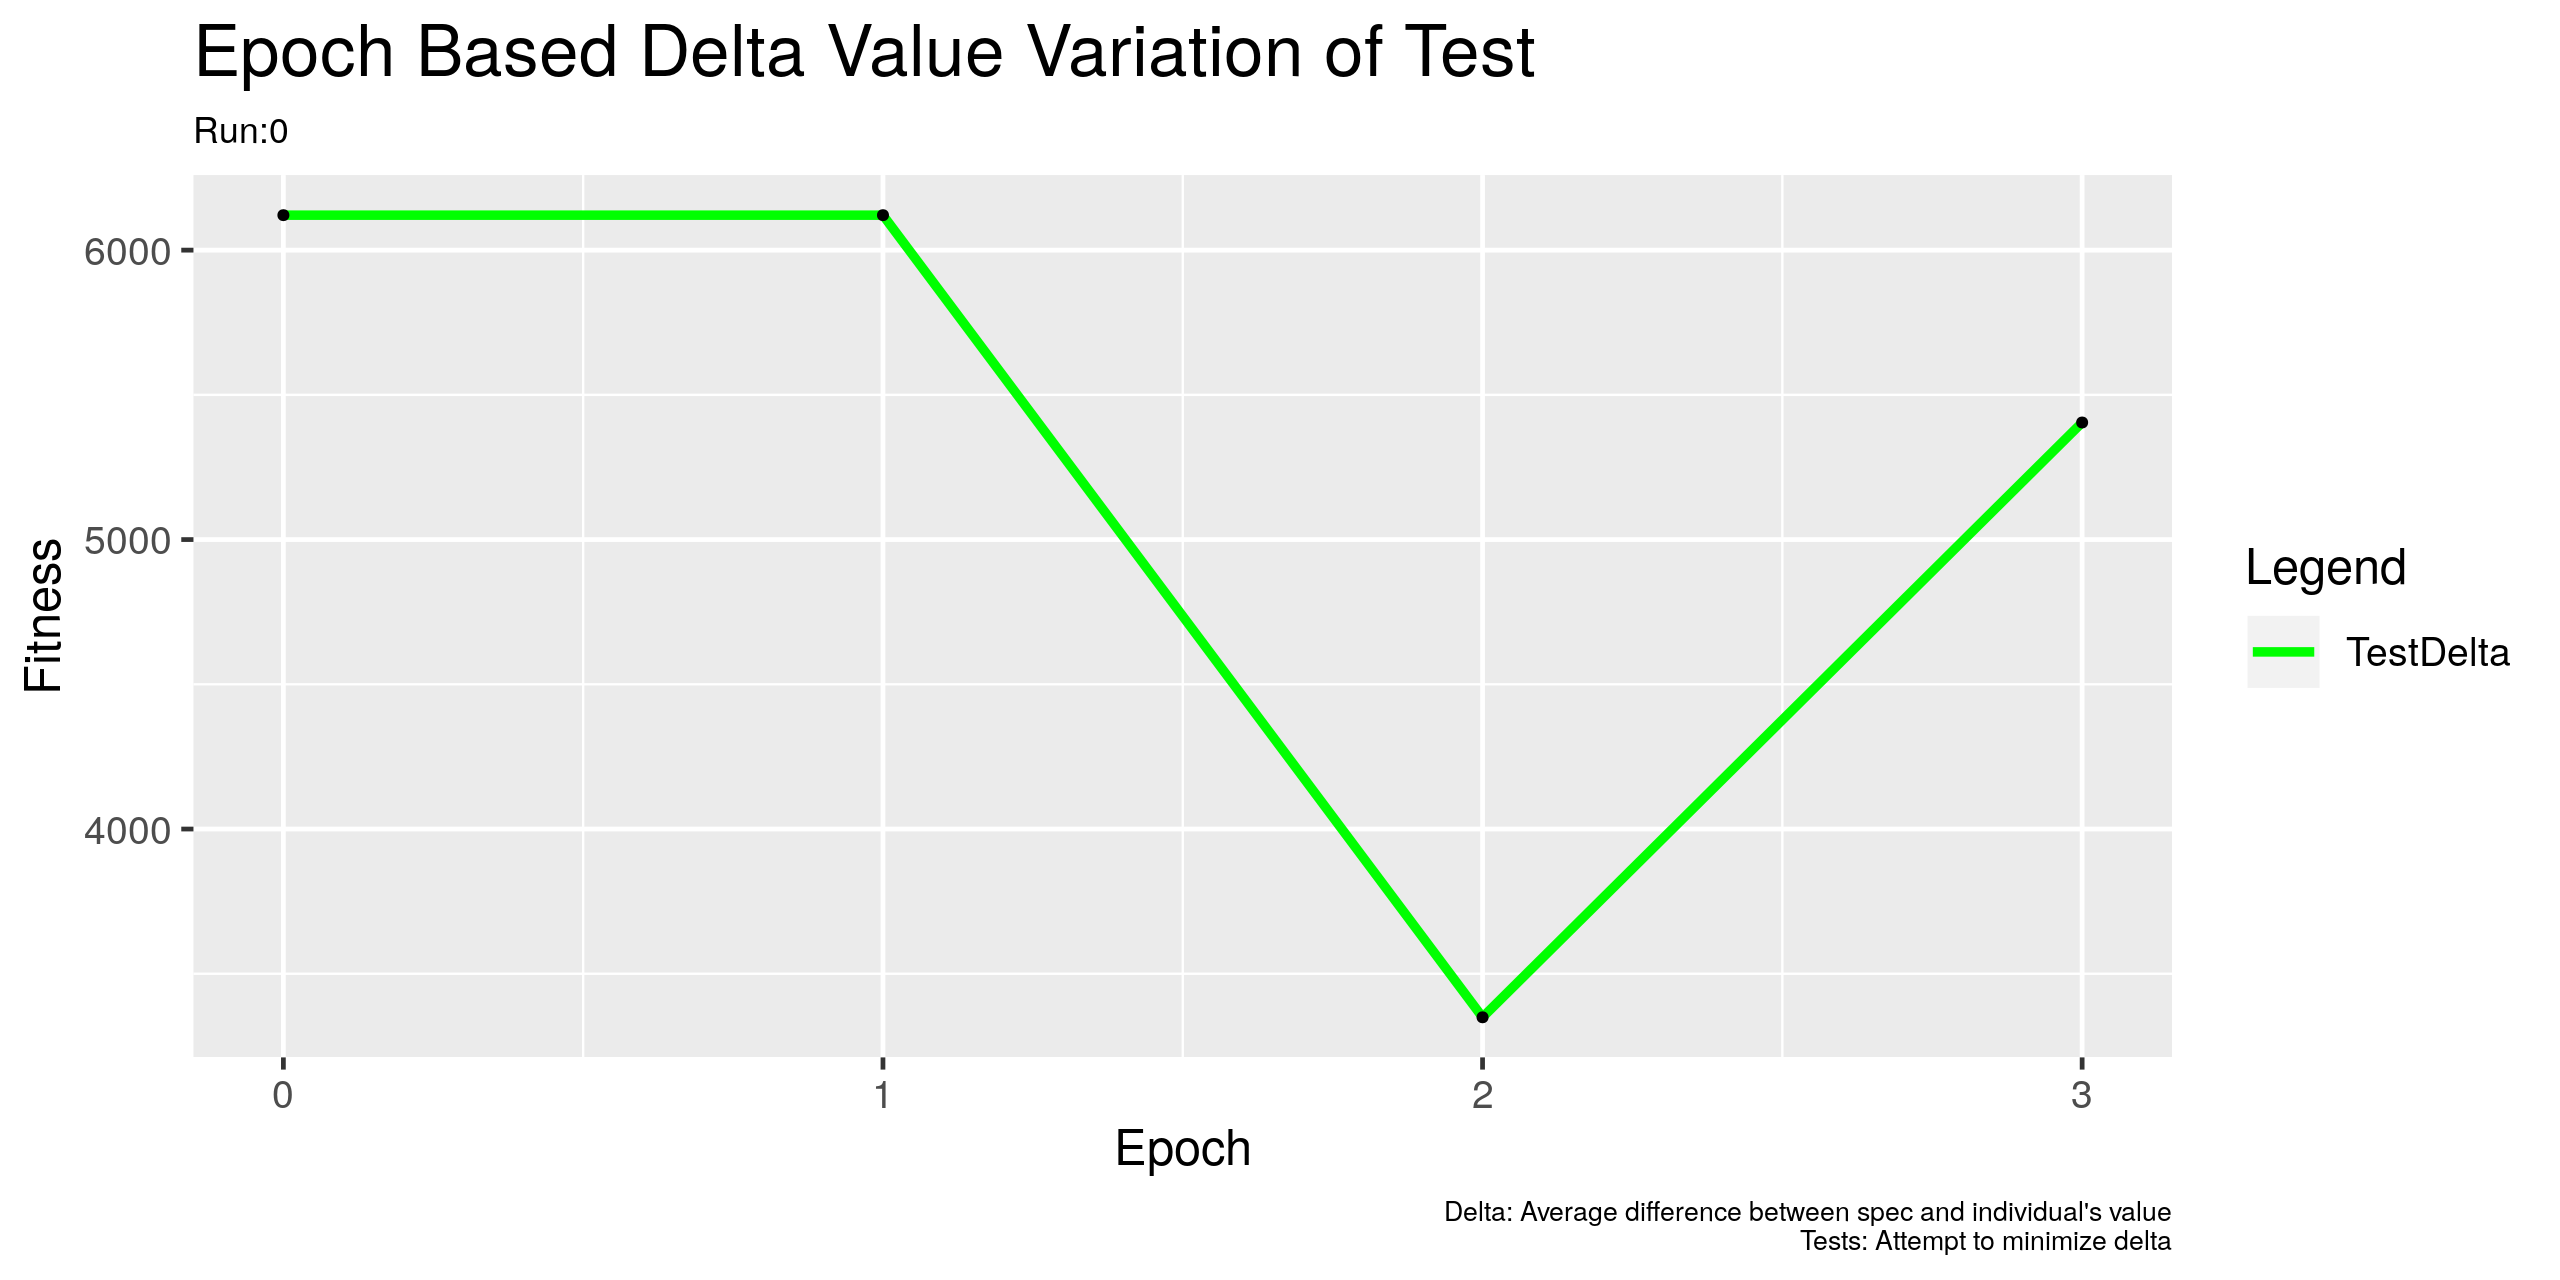 Epoch Based Delta Value Variation of Test
Run:0
6000
5000
4000
Fitness
0 1 2 3
Epoch
Legend
TestDelta
Delta: Average difference between spec and individual's value
Tests: Attempt to minimize delta